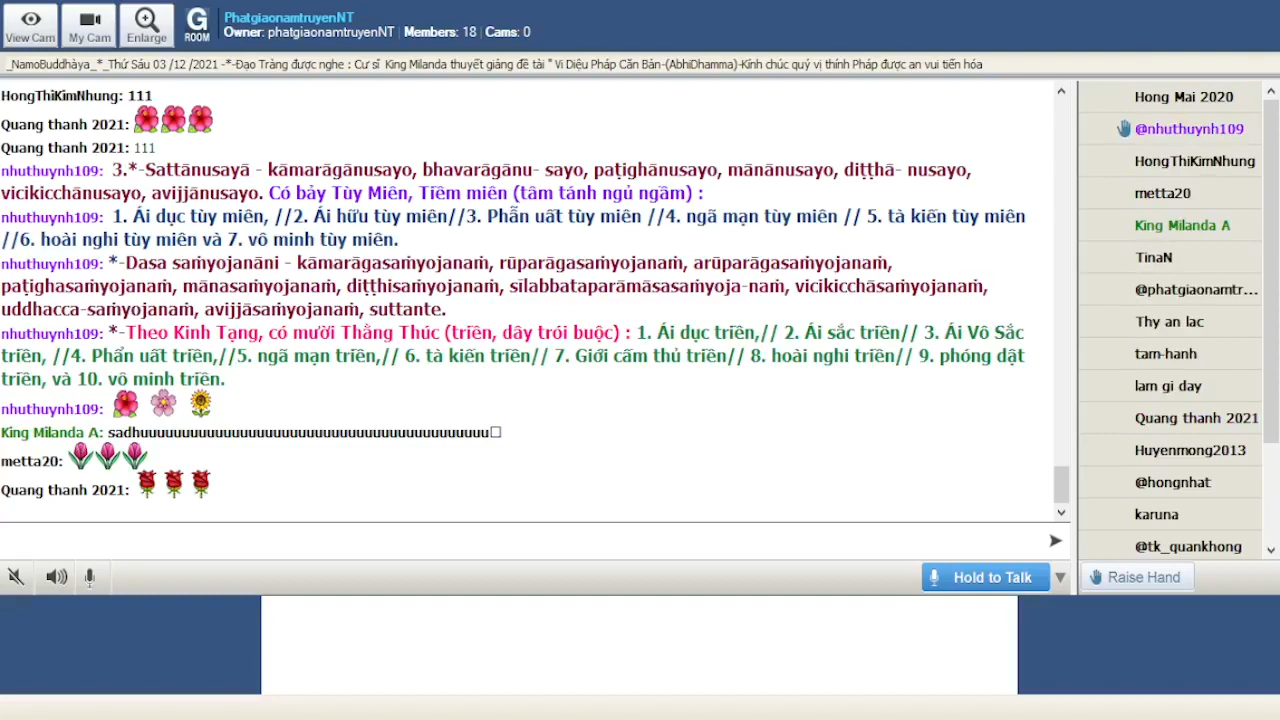 View Cam
My Cam
Enlarge
G
ROOM
PhatgiaonamtruyenNT
Owner: phatgiaonamtruyenNT | Members: 18 | Cams: 0
_NamoBuddhàya_*_Thứ Sáu 03 /12 /2021 -*-Đạo Tràng được nghe : Cư sĩ King Milanda thuyết giảng đề tài " Vi Diệu Pháp Căn Bản-(AbhiDhamma)-Kính chúc quý vị thính Pháp được an vui tiến hóa
HongThiKimNhung: 111
Quang thanh 2021:
Quang thanh 2021: 111
nhuthuynh109: 3.*-Sattānusayā - kāmarāgānusayo, bhavarāgānu- sayo, paṭighānusayo, mānānusayo, diṭṭhā- nusayo,
vicikicchānusayo, avijjānusayo. Có bảy Tùy Miên, Tiềm miên (tâm tánh ngủ ngầm) :
nhuthuynh109: 1. Ái dục tùy miên, //2. Ái hữu tùy miên//3. Phẫn uất tùy miên //4. ngã mạn tùy miên // 5. tà kiến tùy miên
//6. hoài nghi tùy miên và 7. vô minh tùy miên.
nhuthuynh109: *-Dasa saṁyojanāni - kāmarāgasaṁyojanaṁ, rūparāgasaṁyojanaṁ, arūparāgasaṁyojanaṁ,
paṭighasaṁyojanaṁ, mānasaṁyojanaṁ, diṭṭhisaṁyojanaṁ, sīlabbataparāmāsasaṁyoja-naṁ, vicikicchāsaṁyojanaṁ,
uddhacca-saṁyojanaṁ, avijjāsaṁyojanaṁ, suttante.
nhuthuynh109: *-Theo Kinh Tạng, có mười Thằng Thúc (triền, dây trói buộc) : 1. Ái dục triền,// 2. Ái sắc triền// 3. Ái Vô Sắc
triền, //4. Phẩn uất triền,//5. ngã mạn triền,// 6. tà kiến triền// 7. Giới cấm thủ triền// 8. hoài nghi triền// 9. phóng dật
triền, và 10. vô minh triền.
nhuthuynh109:
King Milanda A: sadhuuuuuuuuuuuuuuuuuuuuuuuuuuuuuuuuuuuuuuuuu□
metta20:
Quang thanh 2021:
Hold to Talk
Hong Mai 2020
@nhuthuynh109
HongThiKimNhung
metta20
King Milanda A
TinaN
@phatgiaonamtr...
Thy an lac
tam-hanh
lam gi day
Quang thanh 2021
Huyenmong2013
@hongnhat
karuna
@tk_quankhong
Raise Hand